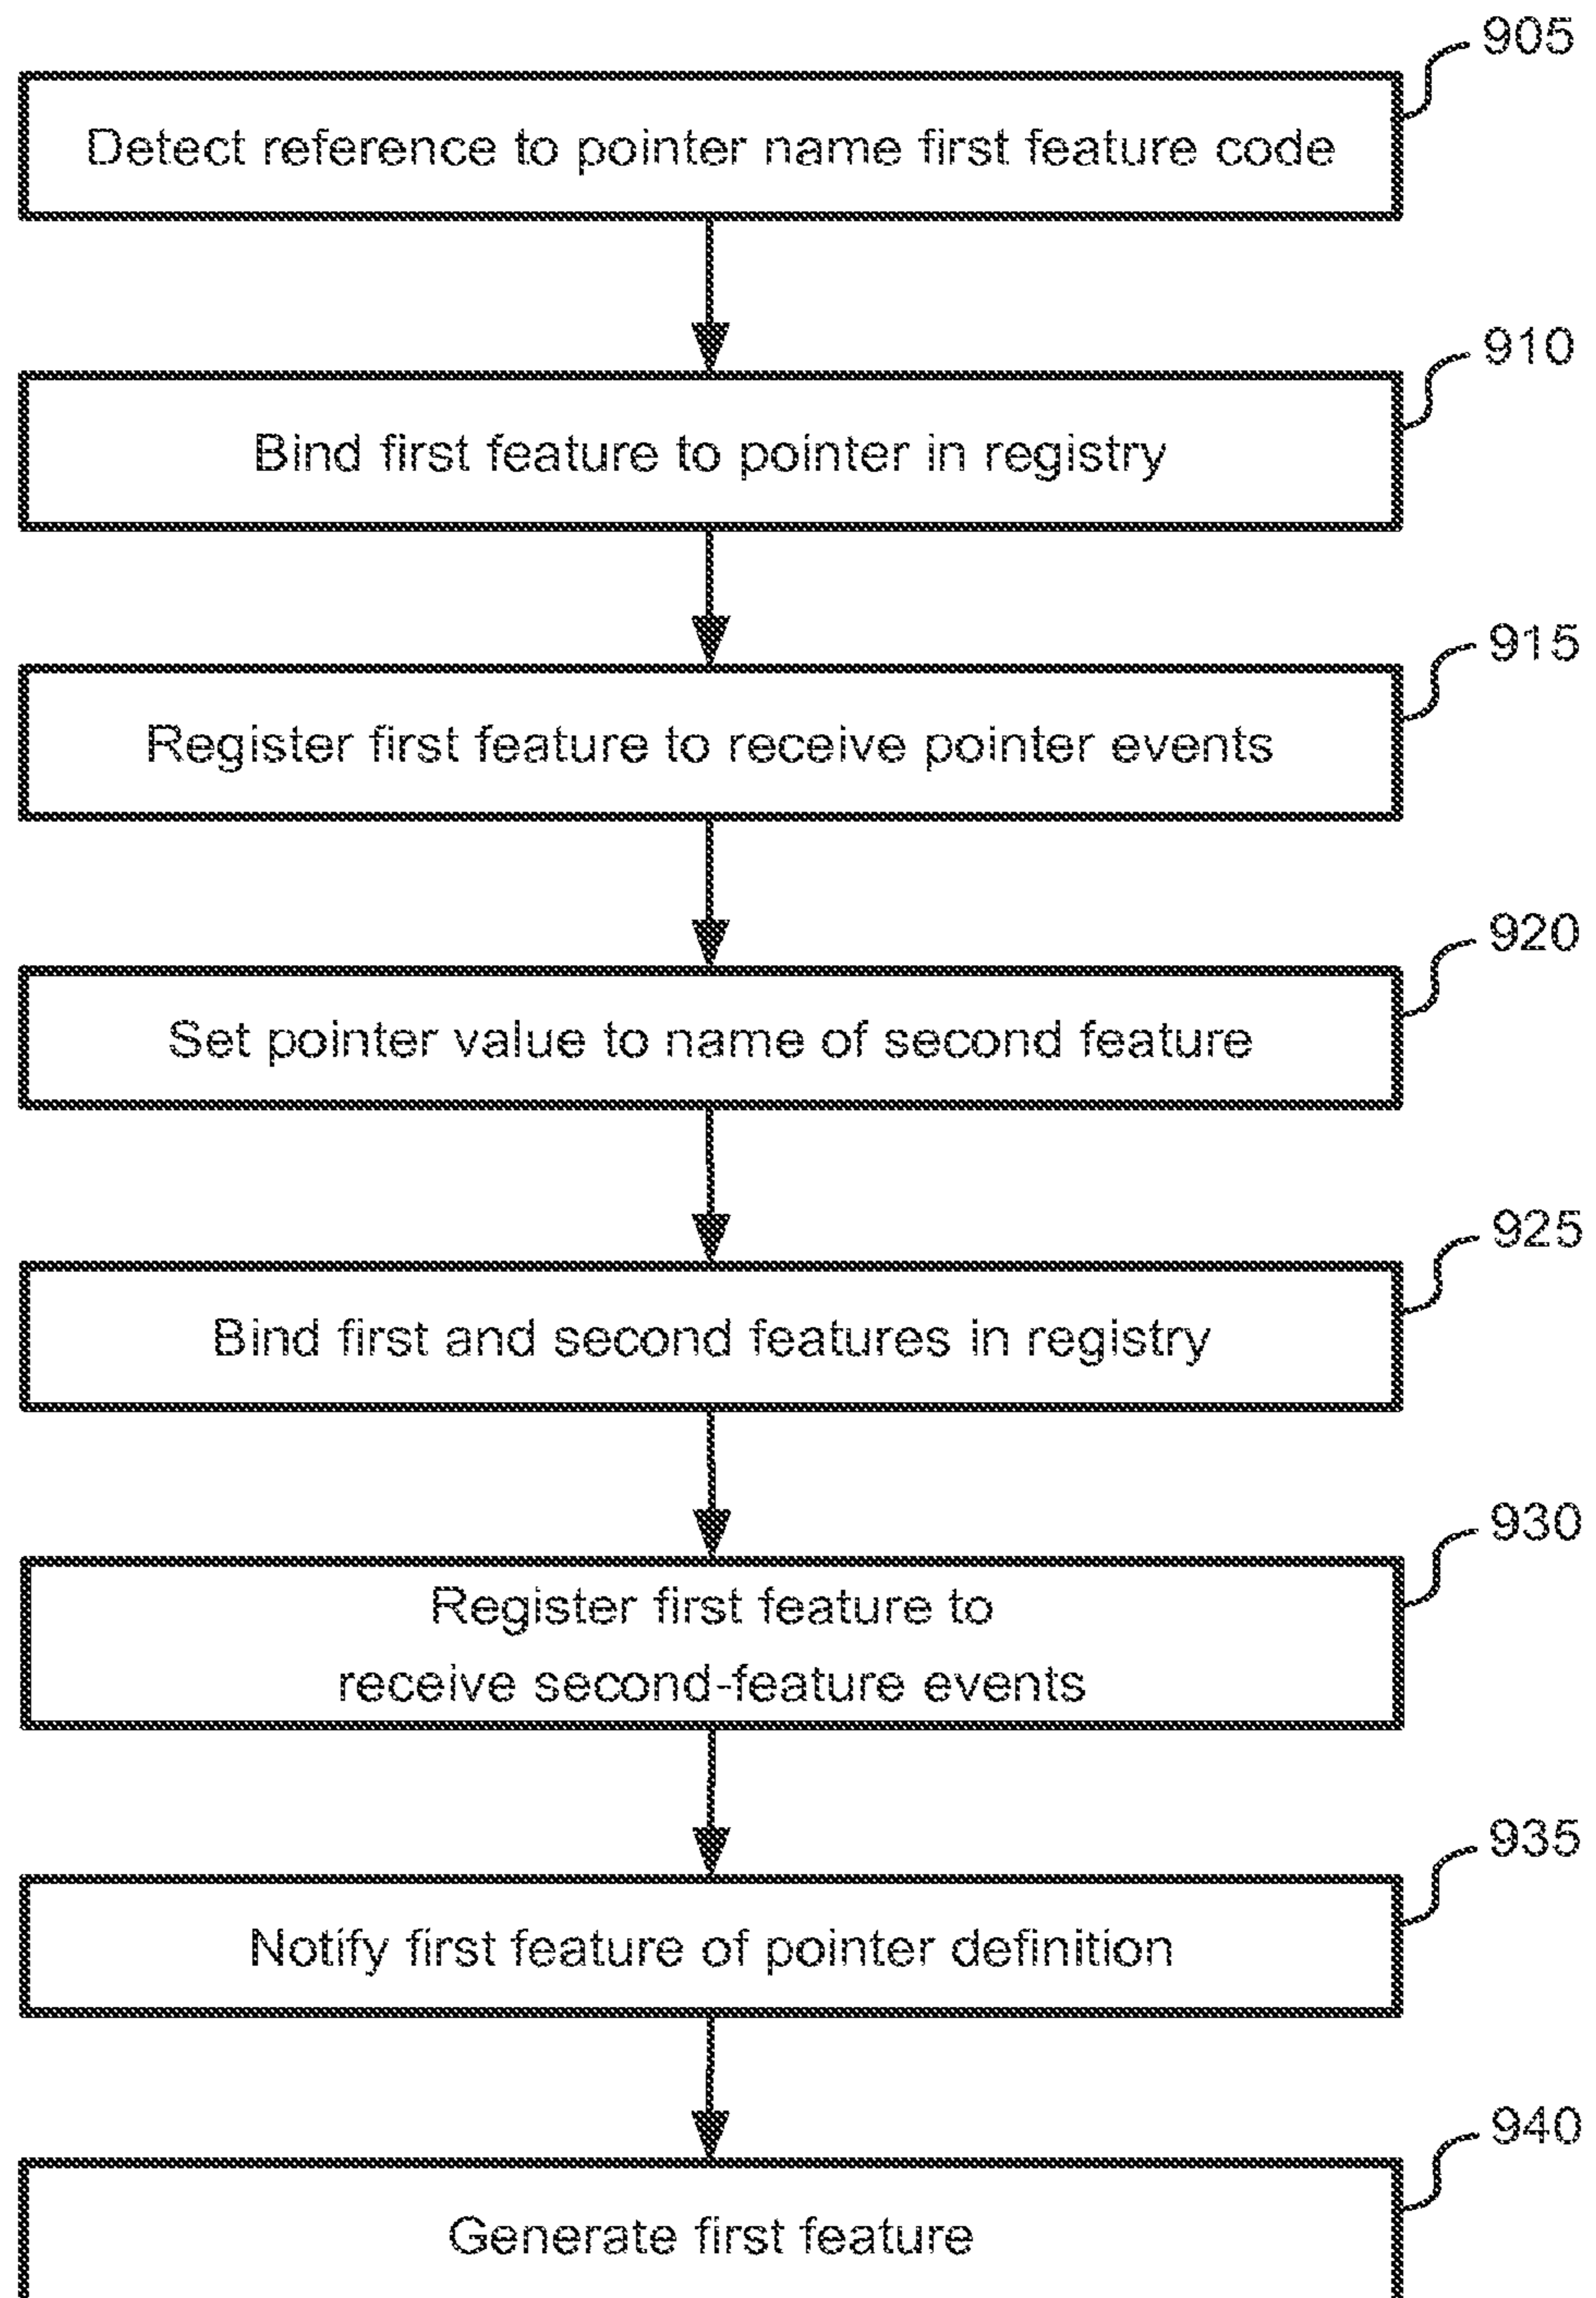 905
Detect reference to pointer name first feature code
910
Bind first feature to pointer in registry
915
Register first feature to receive pointer events
920
Set pointer value to name of second feature
925
Bind first and second features in registry
930
Register first feature to
receive second-feature events
935
Notify first feature of pointer definition
940
Generate first feature